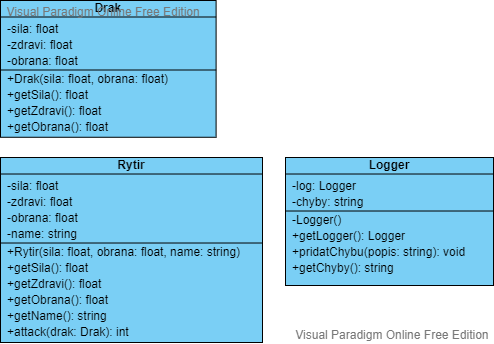 Visual Paradigm Online Free Edition
Drak
-sila: float
-zdravi: float
-obrana: float
+Drak(sila: float, obrana: float)
+getSila(): float
+getZdravi(): float
+getObrana(): float
Rytir
-sila: float
-zdravi: float
-obrana: float
-name: string
+Rytir(sila: float, obrana: float, name: string)
+getSila(): float
+getZdravi(): float
+getObrana(): float
+getName(): string
+attack(drak: Drak): int
Logger
-log: Logger
-chyby: string
-Logger()
+getLogger(): Logger
+pridatChybu(popis: string): void
+getChyby(): string
Visual Paradigm Online Free Edition